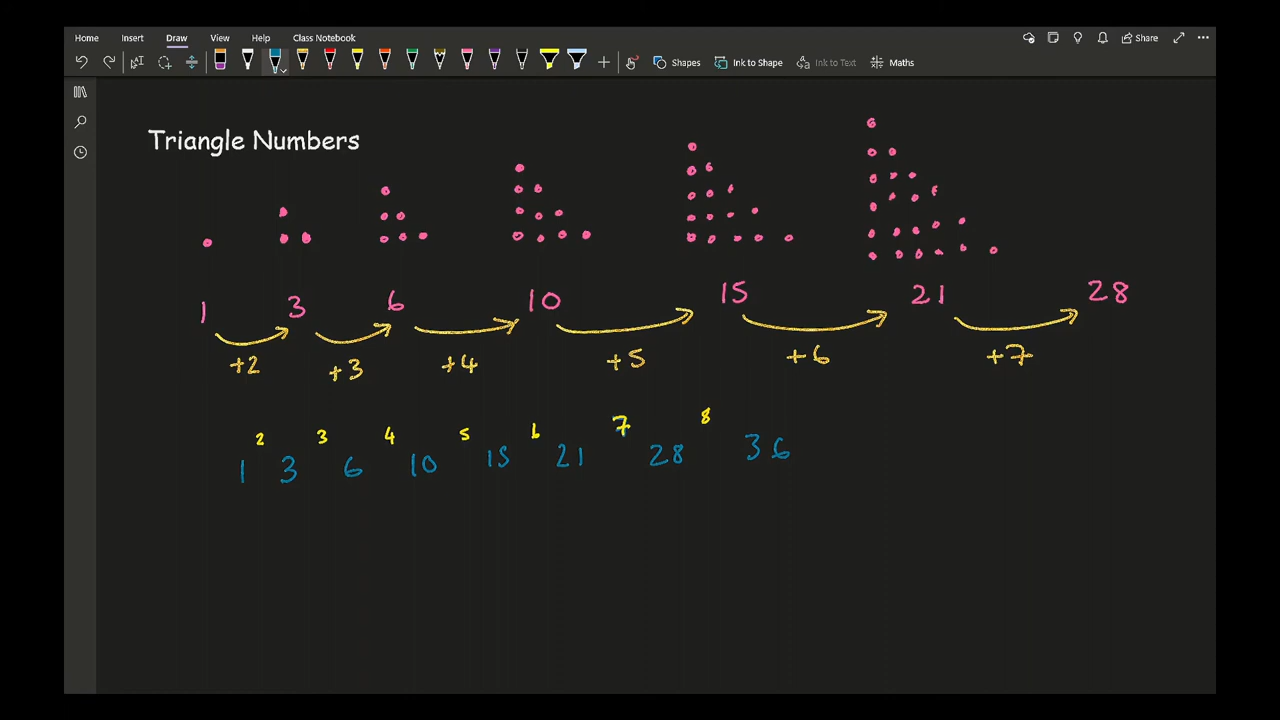 Home Insert Draw View Help Class Notebook Share
Shapes Ink to Shape Ink to Text Maths
Triangle Numbers
1 3 6 10 15 21 28
+2 +3 +4 +5 +6 +7
2 3 4 5 6 7 8
1 3 6 10 15 21 28 36